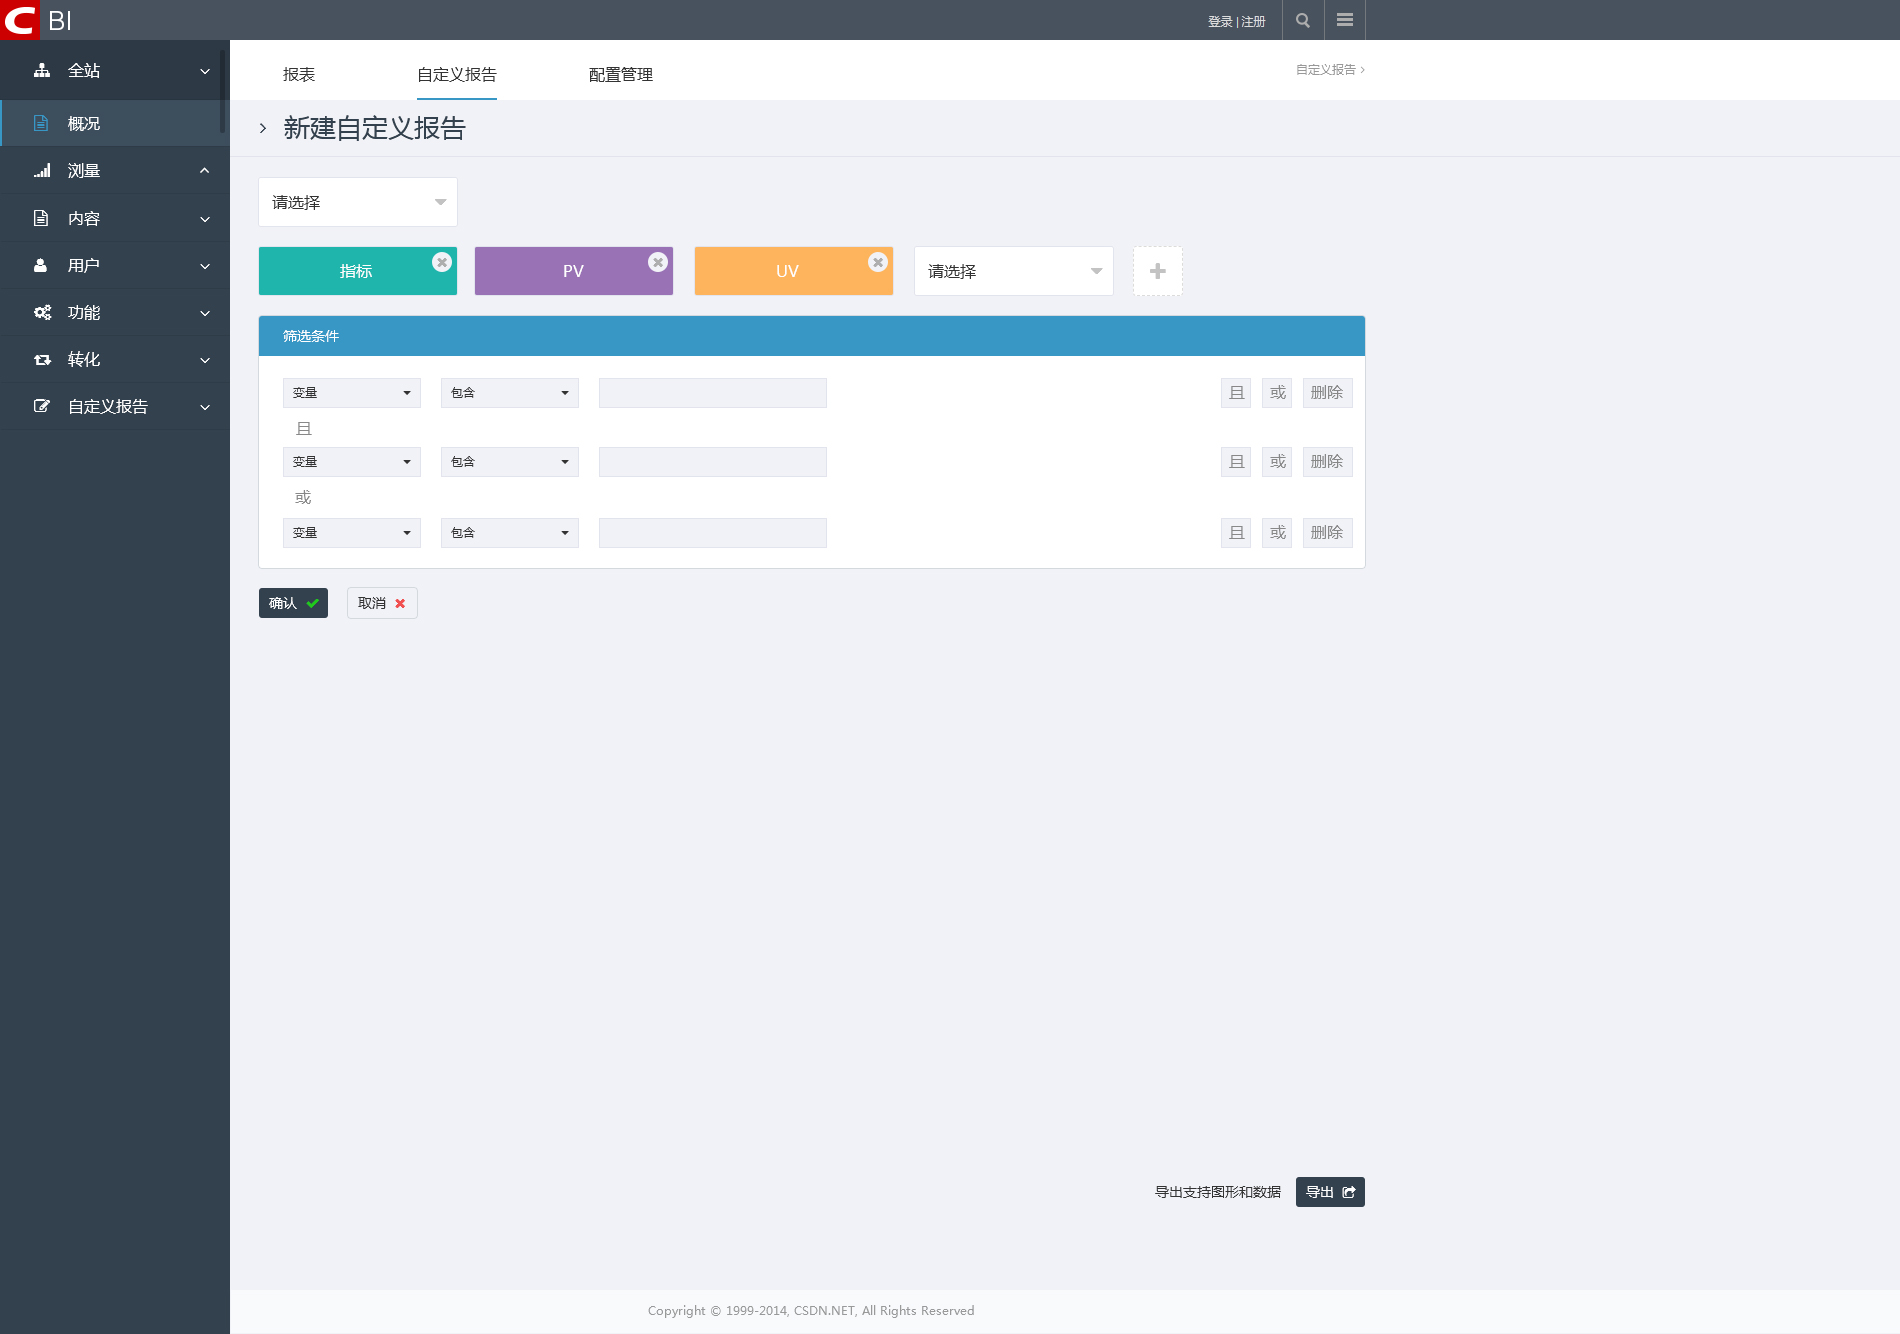 C BI
登录 | 注册
全站
概况
浏量
内容
用户
功能
转化
自定义报告
报表 自定义报告 配置管理
自定义报告 >
新建自定义报告
请选择
指标 PV UV 请选择
筛选条件
变量 包含 且 或 删除
且
变量 包含 且 或 删除
或
变量 包含 且 或 删除
确认 取消
导出支持图形和数据 导出
Copyright © 1999-2014, CSDN.NET, All Rights Reserved